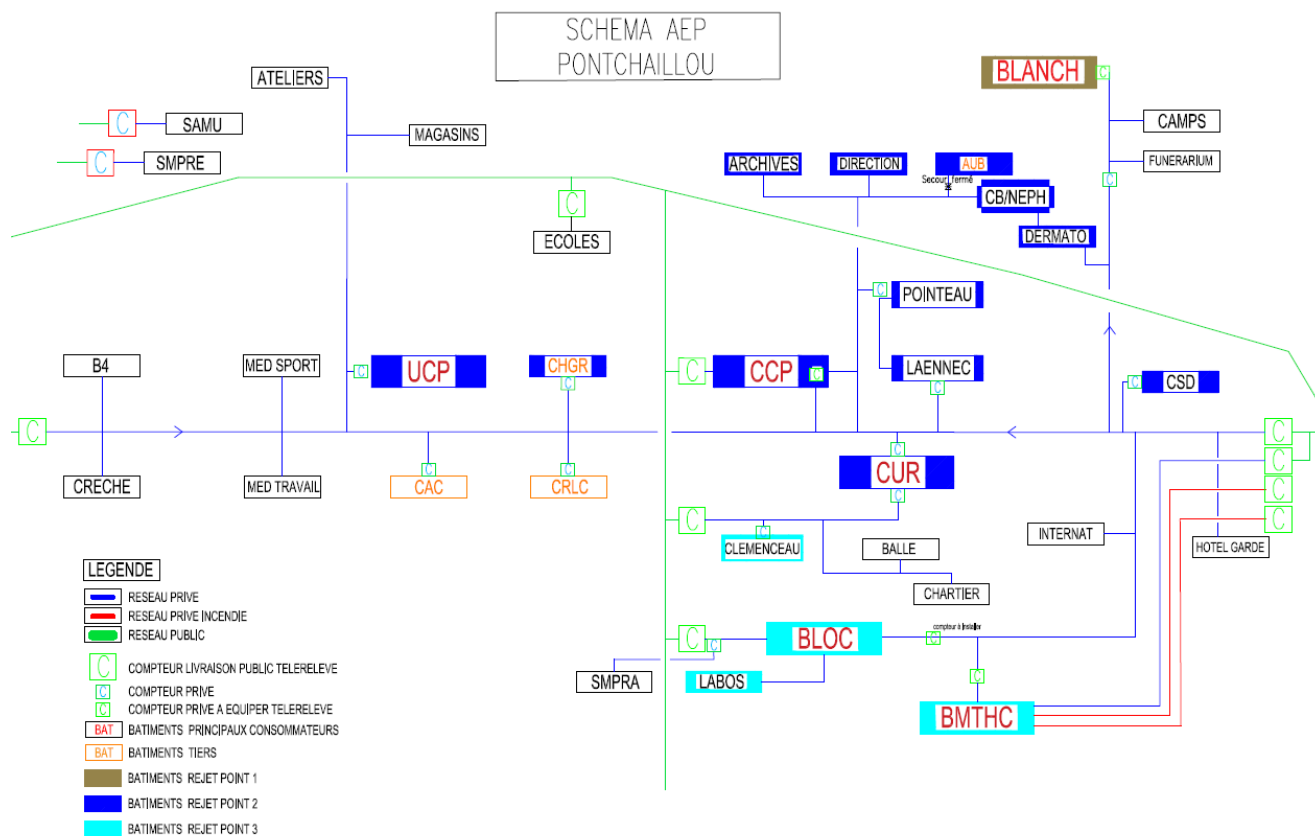 SCHEMA AEP
PONTCHAILLOU
ATELIERS
BLANCH
C
C
SAMU
MAGASINS
CAMPS
C
SMPRE
ARCHIVES
DIRECTION
AUB
FUNERARIUM
Secour fermé
C
C
CB/NEPH
ECOLES
DERMATO
C
POINTEAU
B4
MED SPORT
C
UCP
CHGR
C
C
CCP
C
LAENNEC
C
C
CSD
C
C
C
C
C
C
CUR
C
C
CRECHE
MED TRAVAIL
CAC
CRLC
C
C
C
C
CLEMENCEAU
BALLE
INTERNAT
HOTEL GARDE
LEGENDE
CHARTIER
RESEAU PRIVE
RESEAU PRIVE INCENDIE
RESEAU PUBLIC
compteur à installer
C
C
BLOC
C
C COMPTEUR LIVRAISON PUBLIC TELERELEVE
SMPRA
LABOS
C
C COMPTEUR PRIVE
C COMPTEUR PRIVE A EQUIPER TELERELEVE
BMTHC
BAT BATIMENTS PRINCIPAUX CONSOMMATEURS
BAT BATIMENTS TIERS
BATIMENTS REJET POINT 1
BATIMENTS REJET POINT 2
BATIMENTS REJET POINT 3